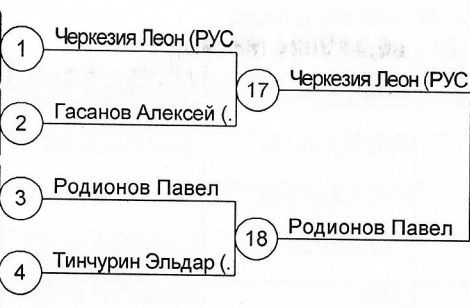 1 Черкезия Леон (РУС
17 Черкезия Леон (РУС
2 Гасанов Алексей (.
3 Родионов Павел
18 Родионов Павел
4 Тинчурин Эльдар (.